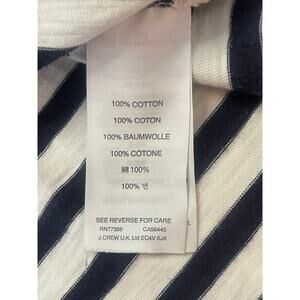 100% COTTON
100% COTON
100% BAUMWOLLE
100% COTONE
綿 100%
100% 면
SEE REVERSE FOR CARE
RN77388 CA56445
J.CREW U.K. Ltd EC4V 6JA